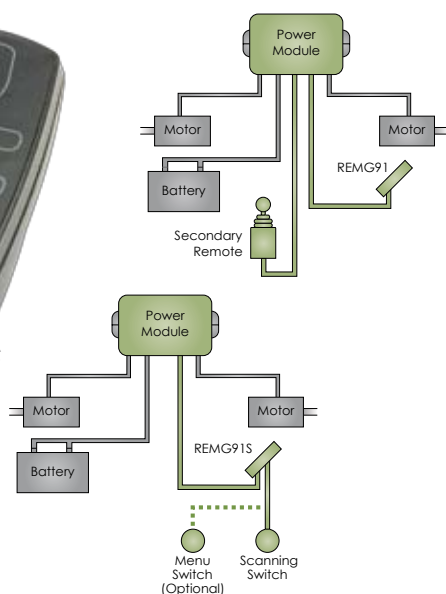 Power
Module
Motor
Motor
REMG91
Battery
Secondary
Remote
Power
Module
Motor
Motor
REMG91S
Battery
Menu
Switch
(Optional)
Scanning
Switch